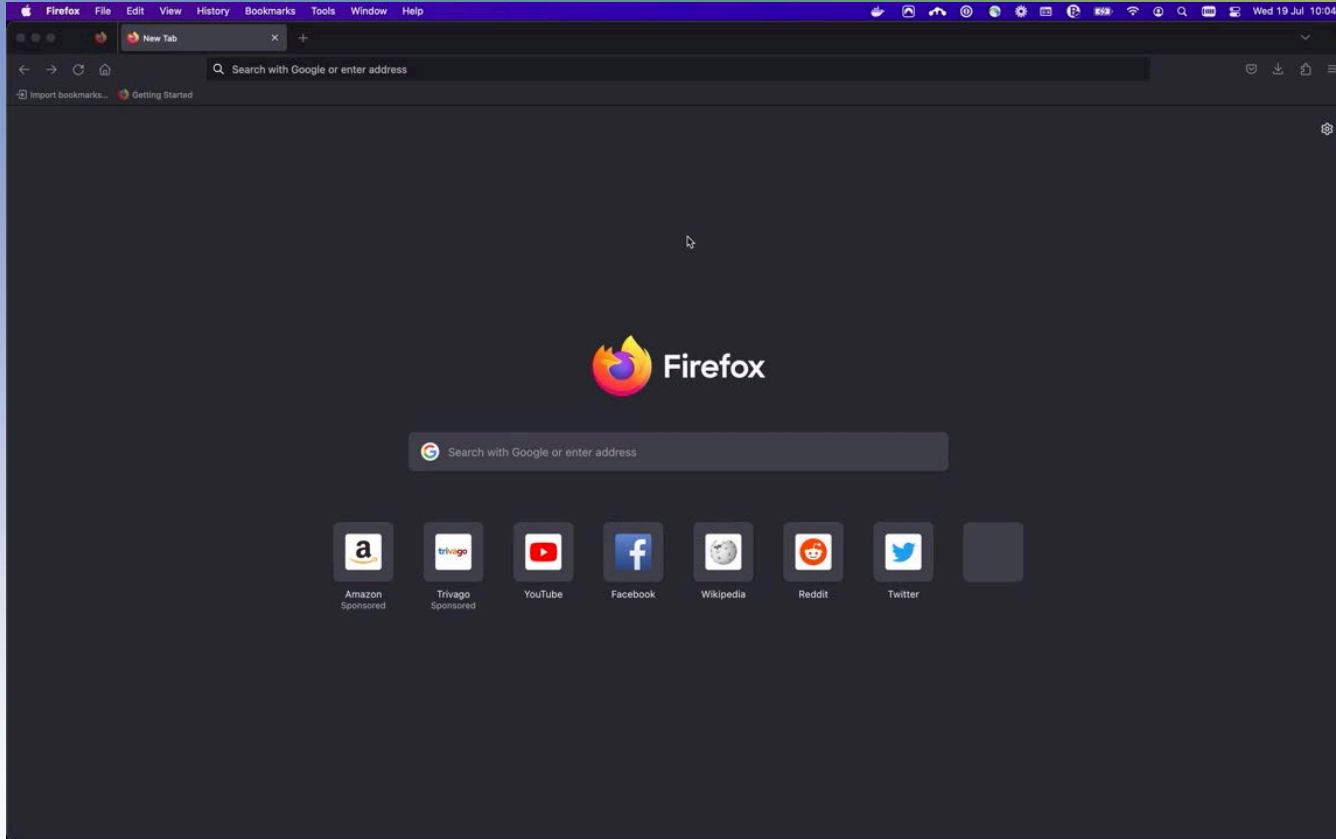 Firefox File Edit View History Bookmarks Tools Window Help Wed 19 Jul 10:04
New Tab
Search with Google or enter address
Import bookmarks... Getting Started
Firefox
Search with Google or enter address
a trivago f
Amazon Trivago YouTube Facebook Wikipedia Reddit Twitter
Sponsored Sponsored